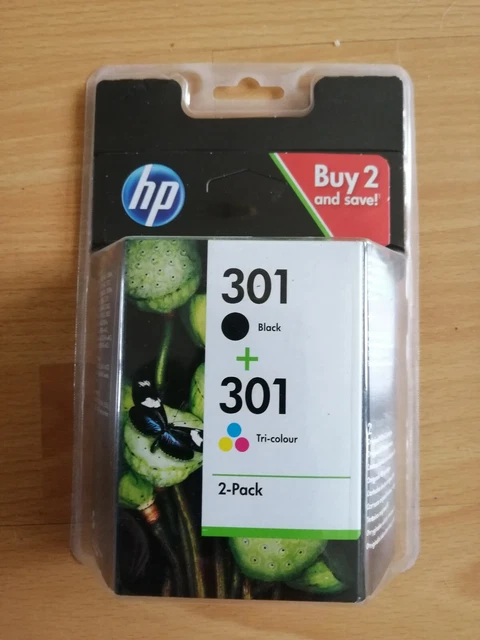 hp
Buy 2
and save!
301
Black
+
301
Tri-colour
2-Pack